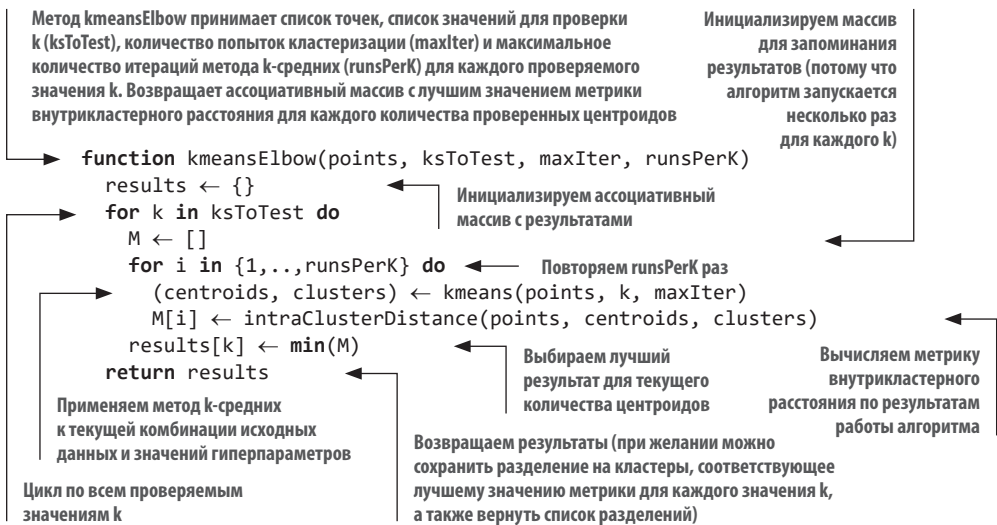 Метод kmeansElbow принимает список точек, список значений для проверки
k (ksToTest), количество попыток кластеризации (maxIter) и максимальное
количество итераций метода k-средних (runsPerK) для каждого проверяемого
значения k. Возвращает ассоциативный массив с лучшим значением метрики
внутрикластерного расстояния для каждого количества проверенных центроидов
Инициализируем массив
для запоминания
результатов (потому что
алгоритм запускается
несколько раз
для каждого k)
function kmeansElbow(points, ksToTest, maxIter, runsPerK)
results ← {}
Инициализируем ассоциативный
массив с результатами
for k in ksToTest do
M ← []
for i in {1,..,runsPerK} do
Повторяем runsPerK раз
(centroids, clusters) ← kmeans(points, k, maxIter)
M[i] ← intraClusterDistance(points, centroids, clusters)
results[k] ← min(M)
return results
Выбираем лучший
результат для текущего
количества центроидов
Вычисляем метрику
внутрикластерного
расстояния по результатам
работы алгоритма
Применяем метод k-средних
к текущей комбинации исходных
данных и значений гиперпараметров
Возвращаем результаты (при желании можно
сохранить разделение на кластеры, соответствующее
лучшему значению метрики для каждого значения k,
а также вернуть список разделений)
Цикл по всем проверяемым
значениям k